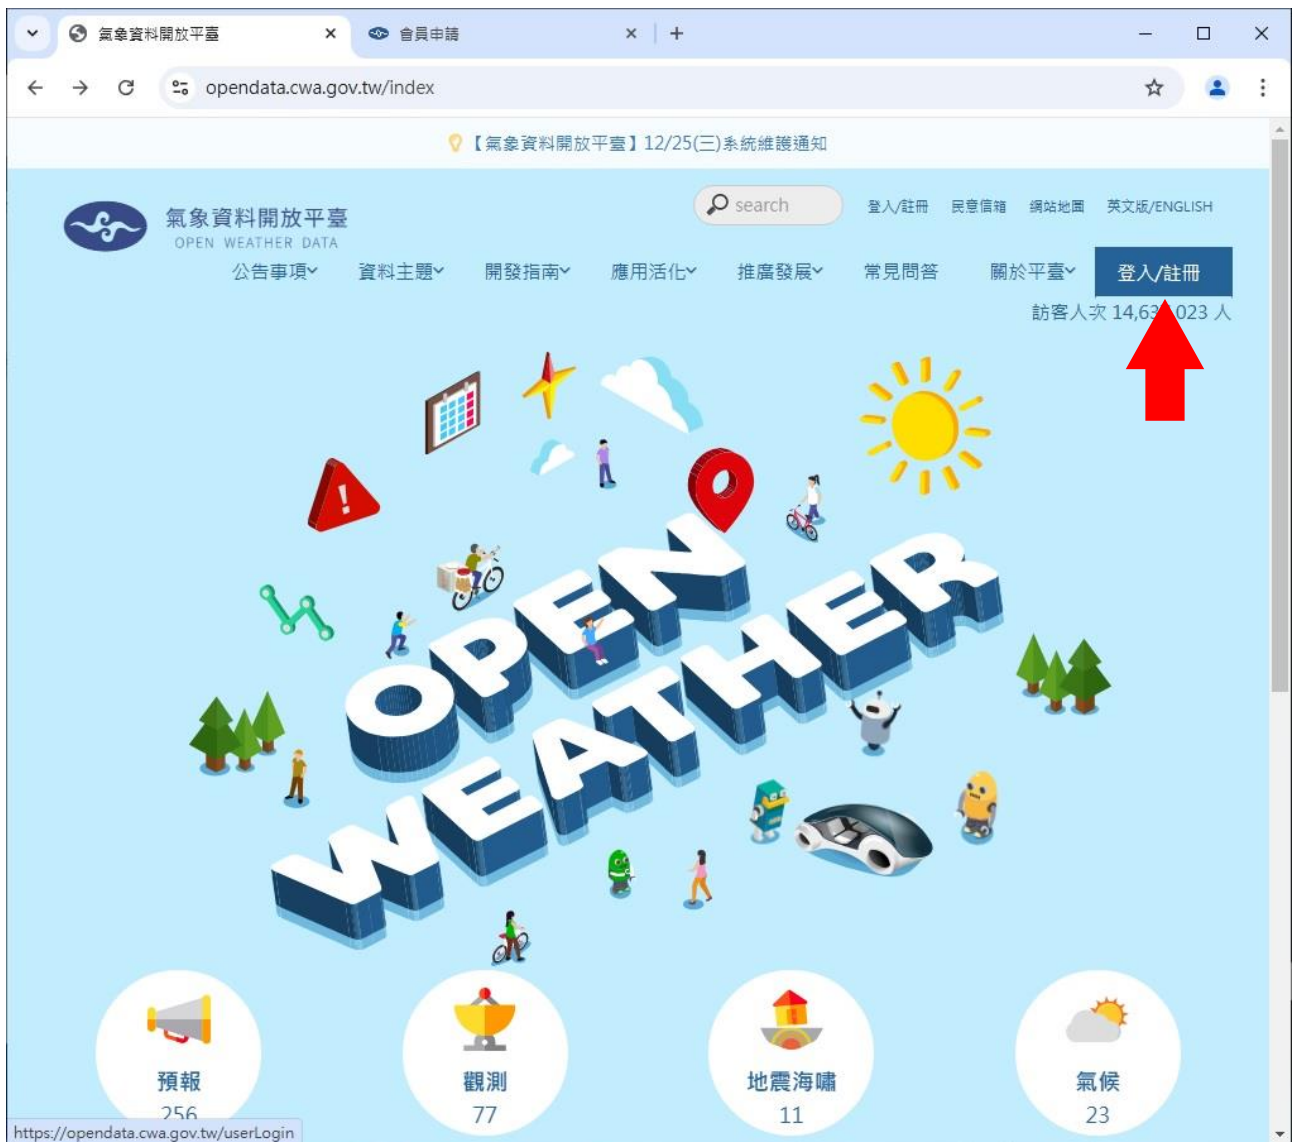 氣象資料開放平臺
會員申請
opendata.cwa.gov.tw/index
【氣象資料開放平臺】12/25(三)系統維護通知
search 登入/註冊 民意信箱 網站地圖 英文版/ENGLISH
氣象資料開放平臺
OPEN WEATHER DATA
公告事項 資料主題 開發指南 應用活化 推廣發展 常見問答 關於平臺 登入/註冊
訪客人次 人
OPEN
WEATHER
預報 觀測 地震海嘯 氣候
256 77 11 23
https://opendata.cwa.gov.tw/userLogin